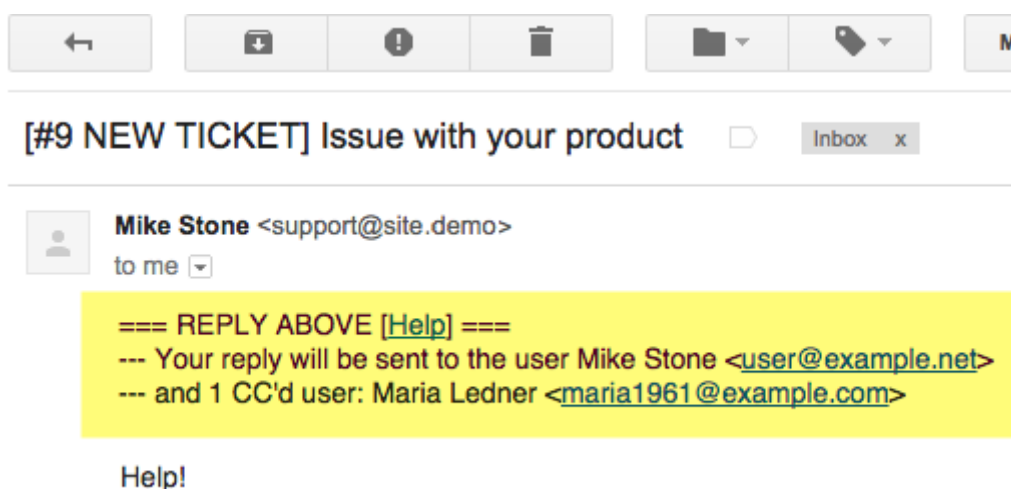 M
[#9 NEW TICKET] Issue with your product
Inbox x
Mike Stone <support@site.demo>
to me
=== REPLY ABOVE [Help] ===
--- Your reply will be sent to the user Mike Stone <user@example.net>
--- and 1 CC'd user: Maria Ledner <maria1961@example.com>
Help!